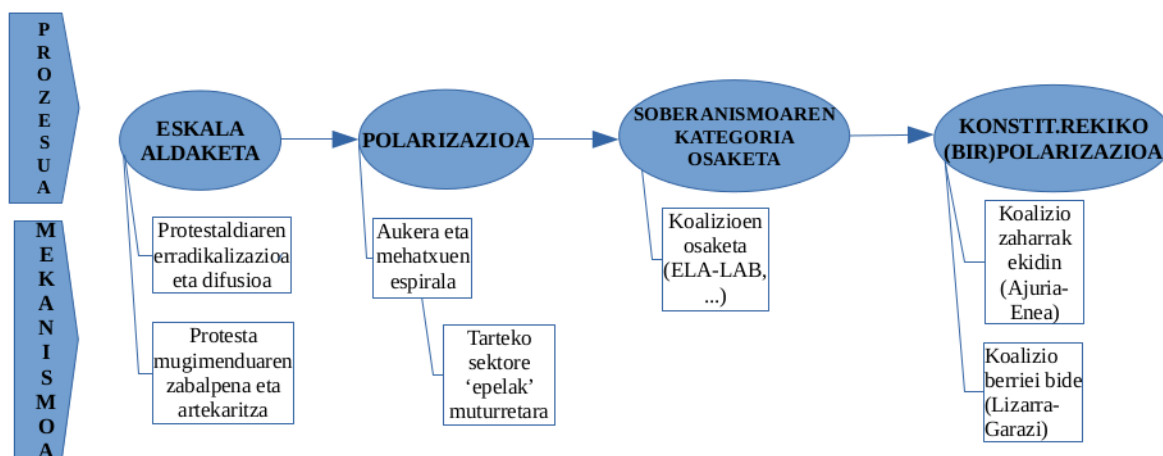 PROZESUA
ESKALA
ALDAKETA
POLARIZAZIOA
SOBERANISMOAREN
KATEGORIA
OSAKETA
KONSTIT.REKIKO
(BIR)POLARIZAZIOA
MEKANISMOA
Protestaldiaren
erradikalizazioa
eta difusioa
Protesta
mugimenduaren
zabalpena eta
artekaritza
Aukera eta
mehatxuen
espirala
Tarteko
sektore
‘epelak’
muturretara
Koalizioen
osaketa
(ELA-LAB,
...)
Koalizio
zaharrak
ekidin
(Ajuria-
Enea)
Koalizio
berriei bide
(Lizarra-
Garazi)